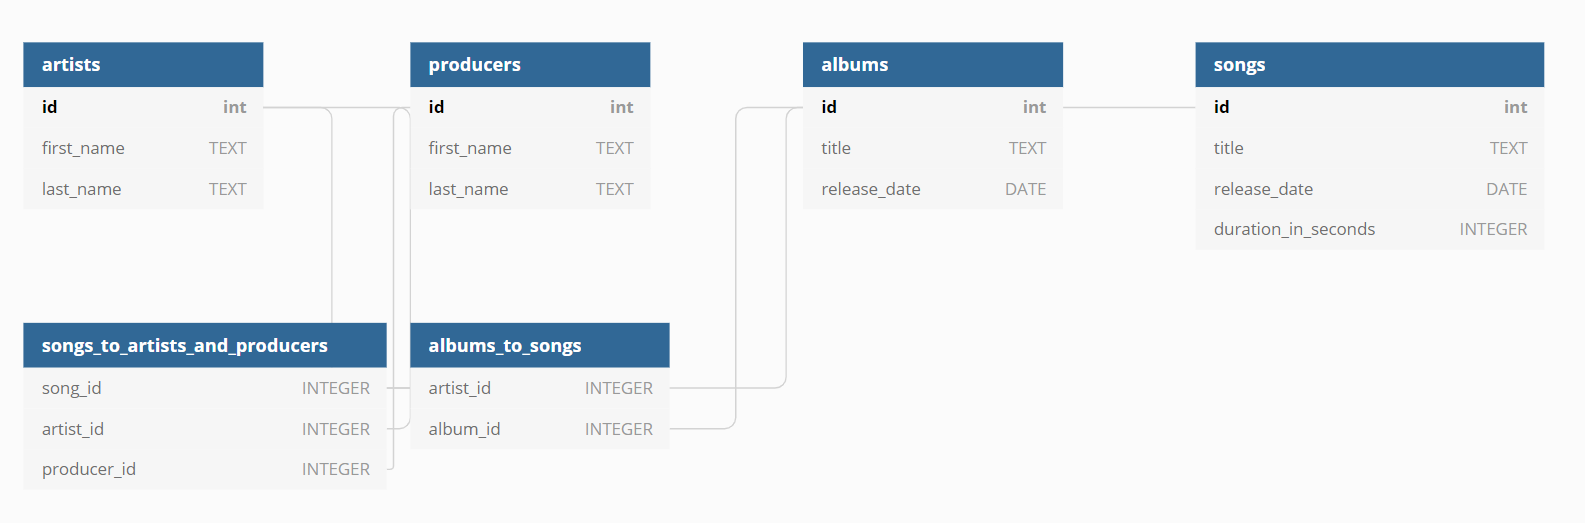 artists
id int
first_name TEXT
last_name TEXT
producers
id int
first_name TEXT
last_name TEXT
albums
id int
title TEXT
release_date DATE
songs
id int
title TEXT
release_date DATE
duration_in_seconds INTEGER
songs_to_artists_and_producers
song_id INTEGER
artist_id INTEGER
producer_id INTEGER
albums_to_songs
artist_id INTEGER
album_id INTEGER